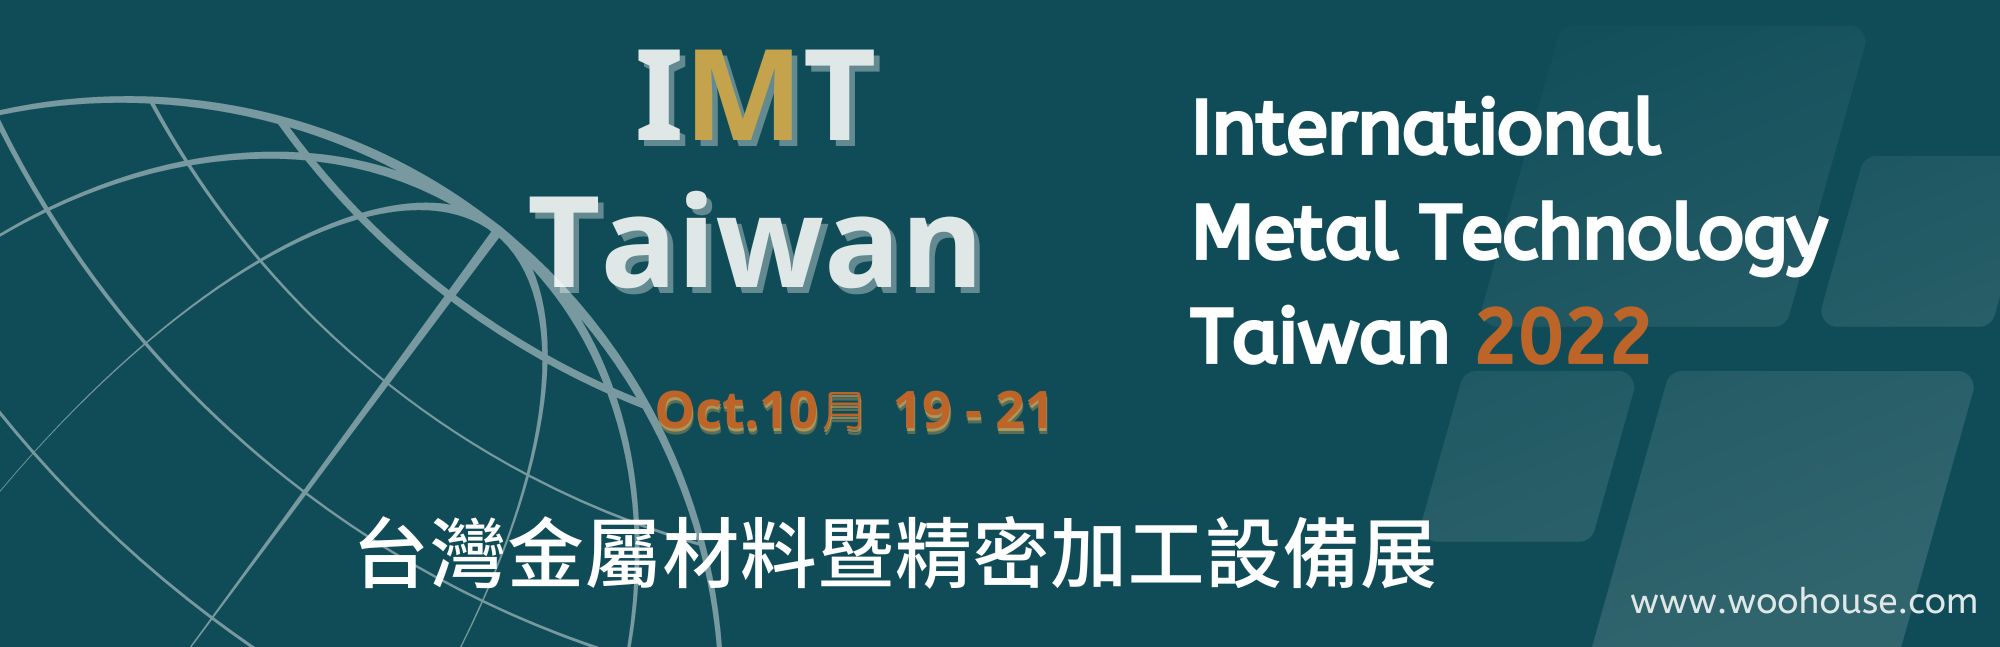 IMT
Taiwan
International
Metal Technology
Taiwan 2022
Oct.10月 19 - 21
台灣金屬材料暨精密加工設備展
www.woohouse.com